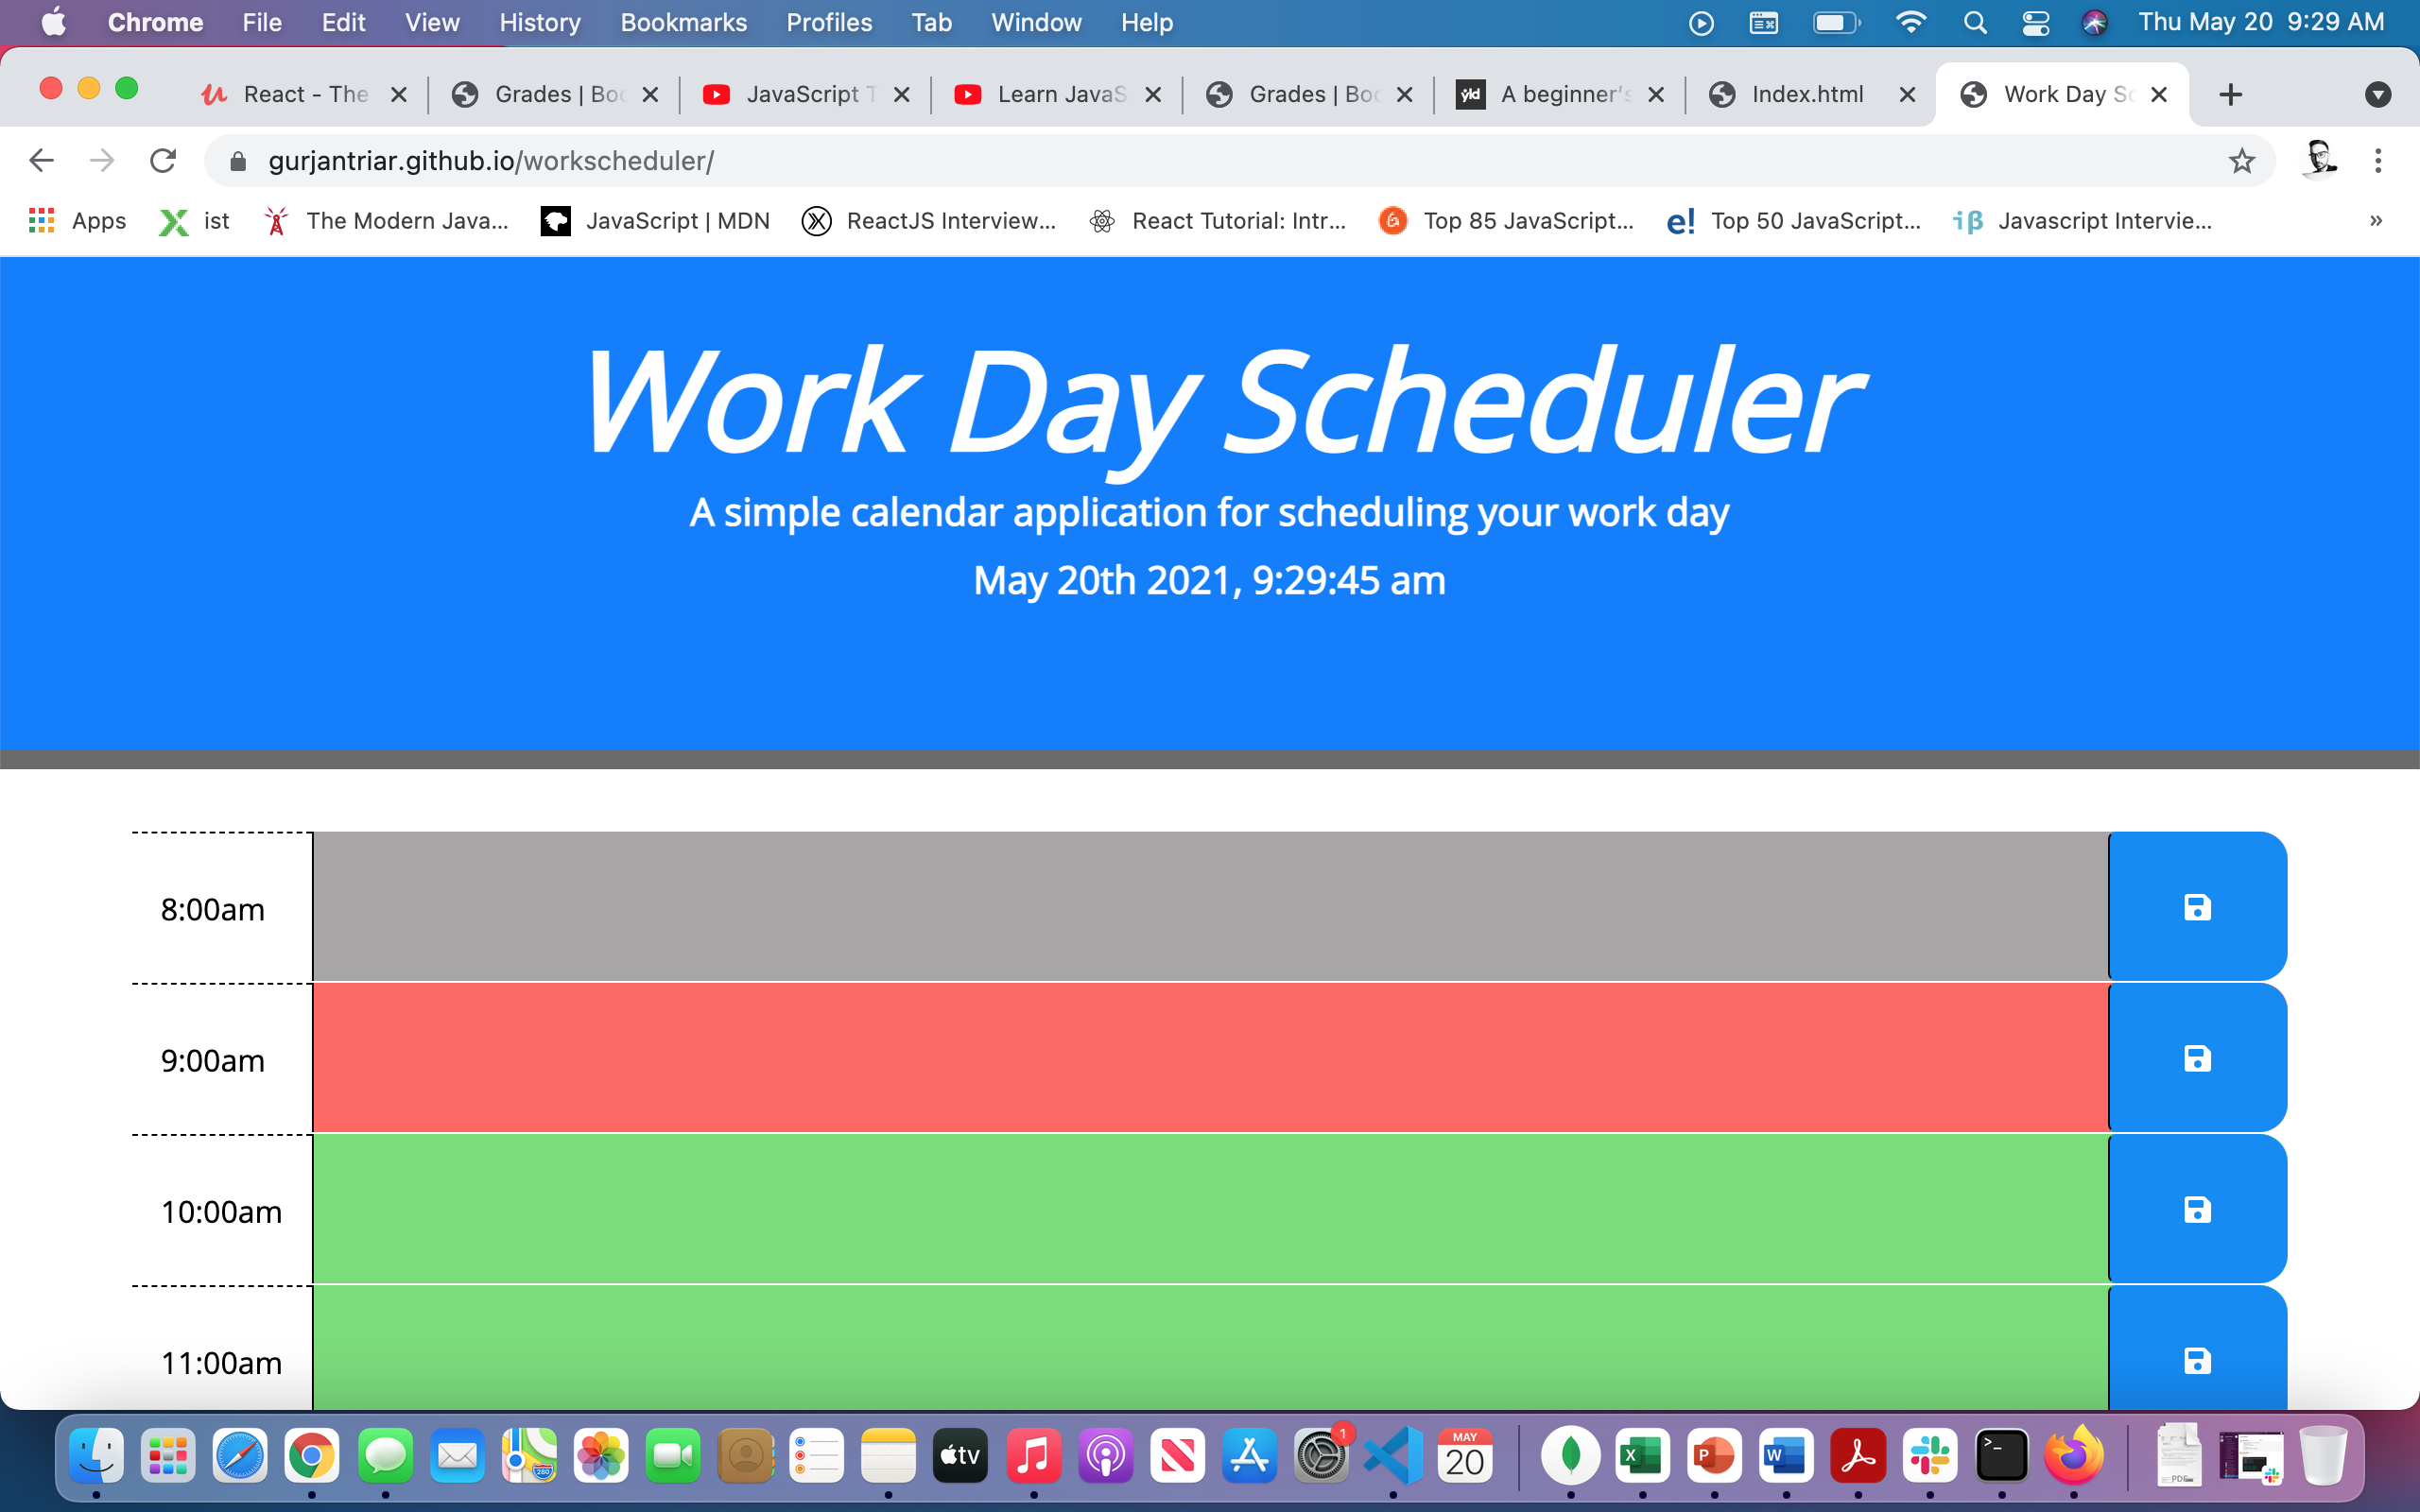 Chrome File Edit View History Bookmarks Profiles Tab Window Help Thu May 20 9:29 AM
React - The Grades | Boo JavaScript T Learn JavaS Grades | Boo A beginner's Index.html Work Day Sc
gurjantriar.github.io/workscheduler/
Apps ist The Modern Java... JavaScript | MDN ReactJS Interview... React Tutorial: Intr... Top 85 JavaScript... e! Top 50 JavaScript... iβ Javascript Intervie... »
Work Day Scheduler
A simple calendar application for scheduling your work day
May 20th 2021, 9:29:45 am
8:00am
9:00am
10:00am
11:00am
280 tv 1 MAY 20 X P W >_ PDF